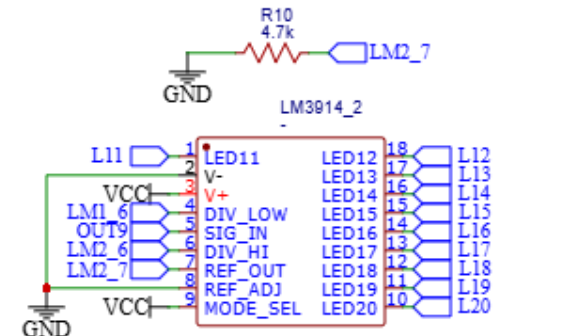 R10
4.7k
LM2_7
GND
LM3914_2
-
L11 1 LED11 LED12 18 L12
2 V- LED13 17 L13
VCC 3 V+ LED14 16 L14
LM1_6 4 DIV_LOW LED15 15 L15
OUT9 5 SIG_IN LED16 14 L16
LM2_6 6 DIV_HI LED17 13 L17
LM2_7 7 REF_OUT LED18 12 L18
8 REF_ADJ LED19 11 L19
VCC 9 MODE_SEL LED20 10 L20
GND